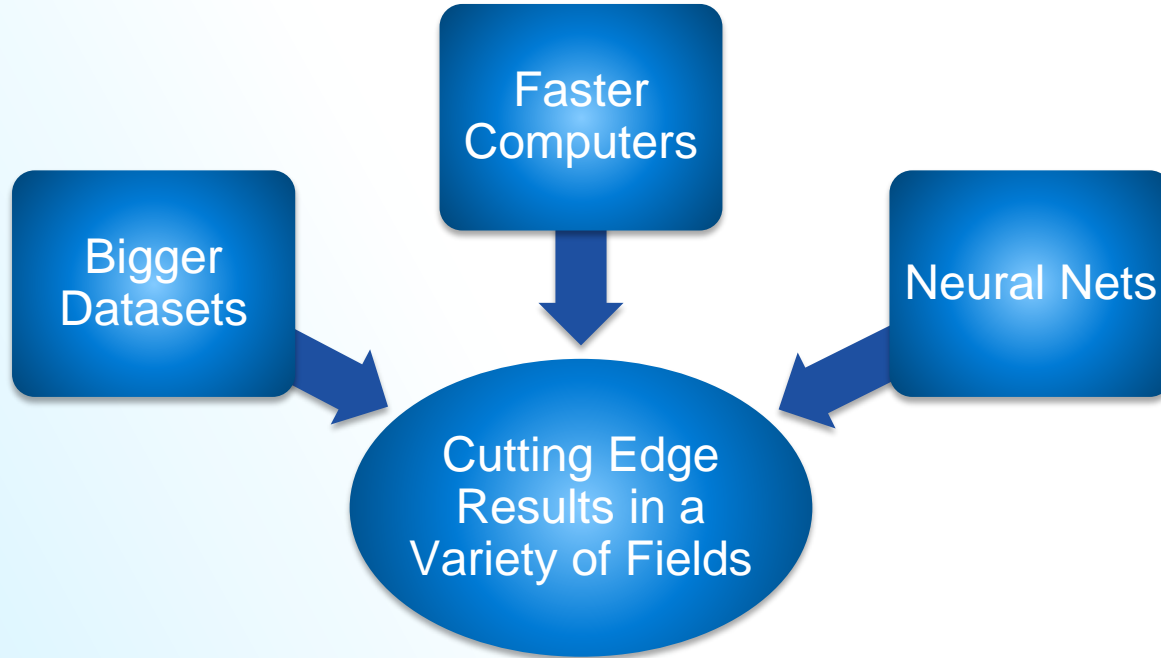 Faster
Computers
Bigger
Datasets
Neural Nets
Cutting Edge
Results in a
Variety of Fields